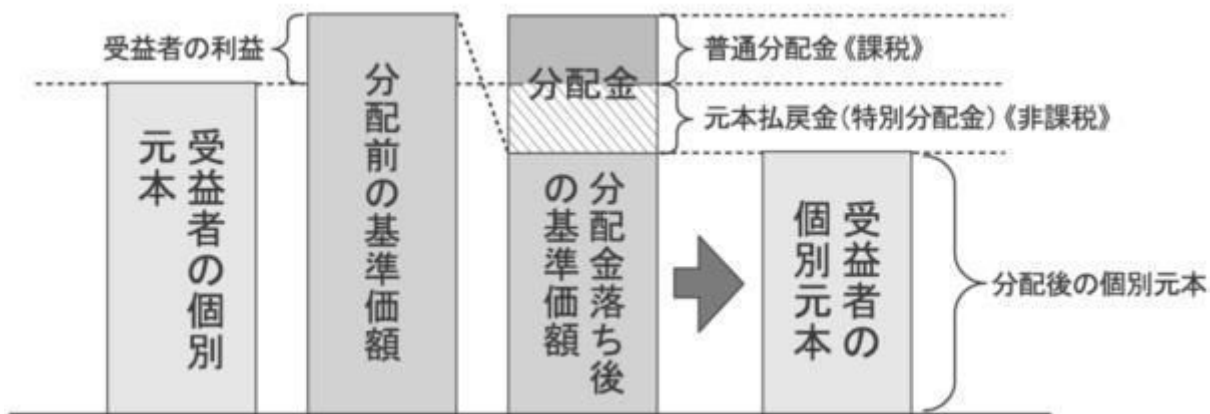 受益者の利益
受益者の個別
元本
分配前の基準価額
分配金
分配金落ち後
の基準価額
普通分配金《課税》
元本払戻金(特別分配金)《非課税》
受益者の
個別元本
分配後の個別元本